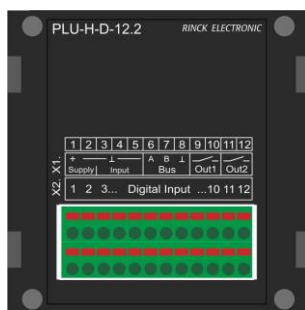 PLU-H-D-12.2 RINCK ELECTRONIC
1 2 3 4 5 6 7 8 9 10 11 12
X1. + ⊥ A B ⊥
Supply Input Bus Out1 Out2
X2.. 1 2 3... Digital Input ...10 11 12